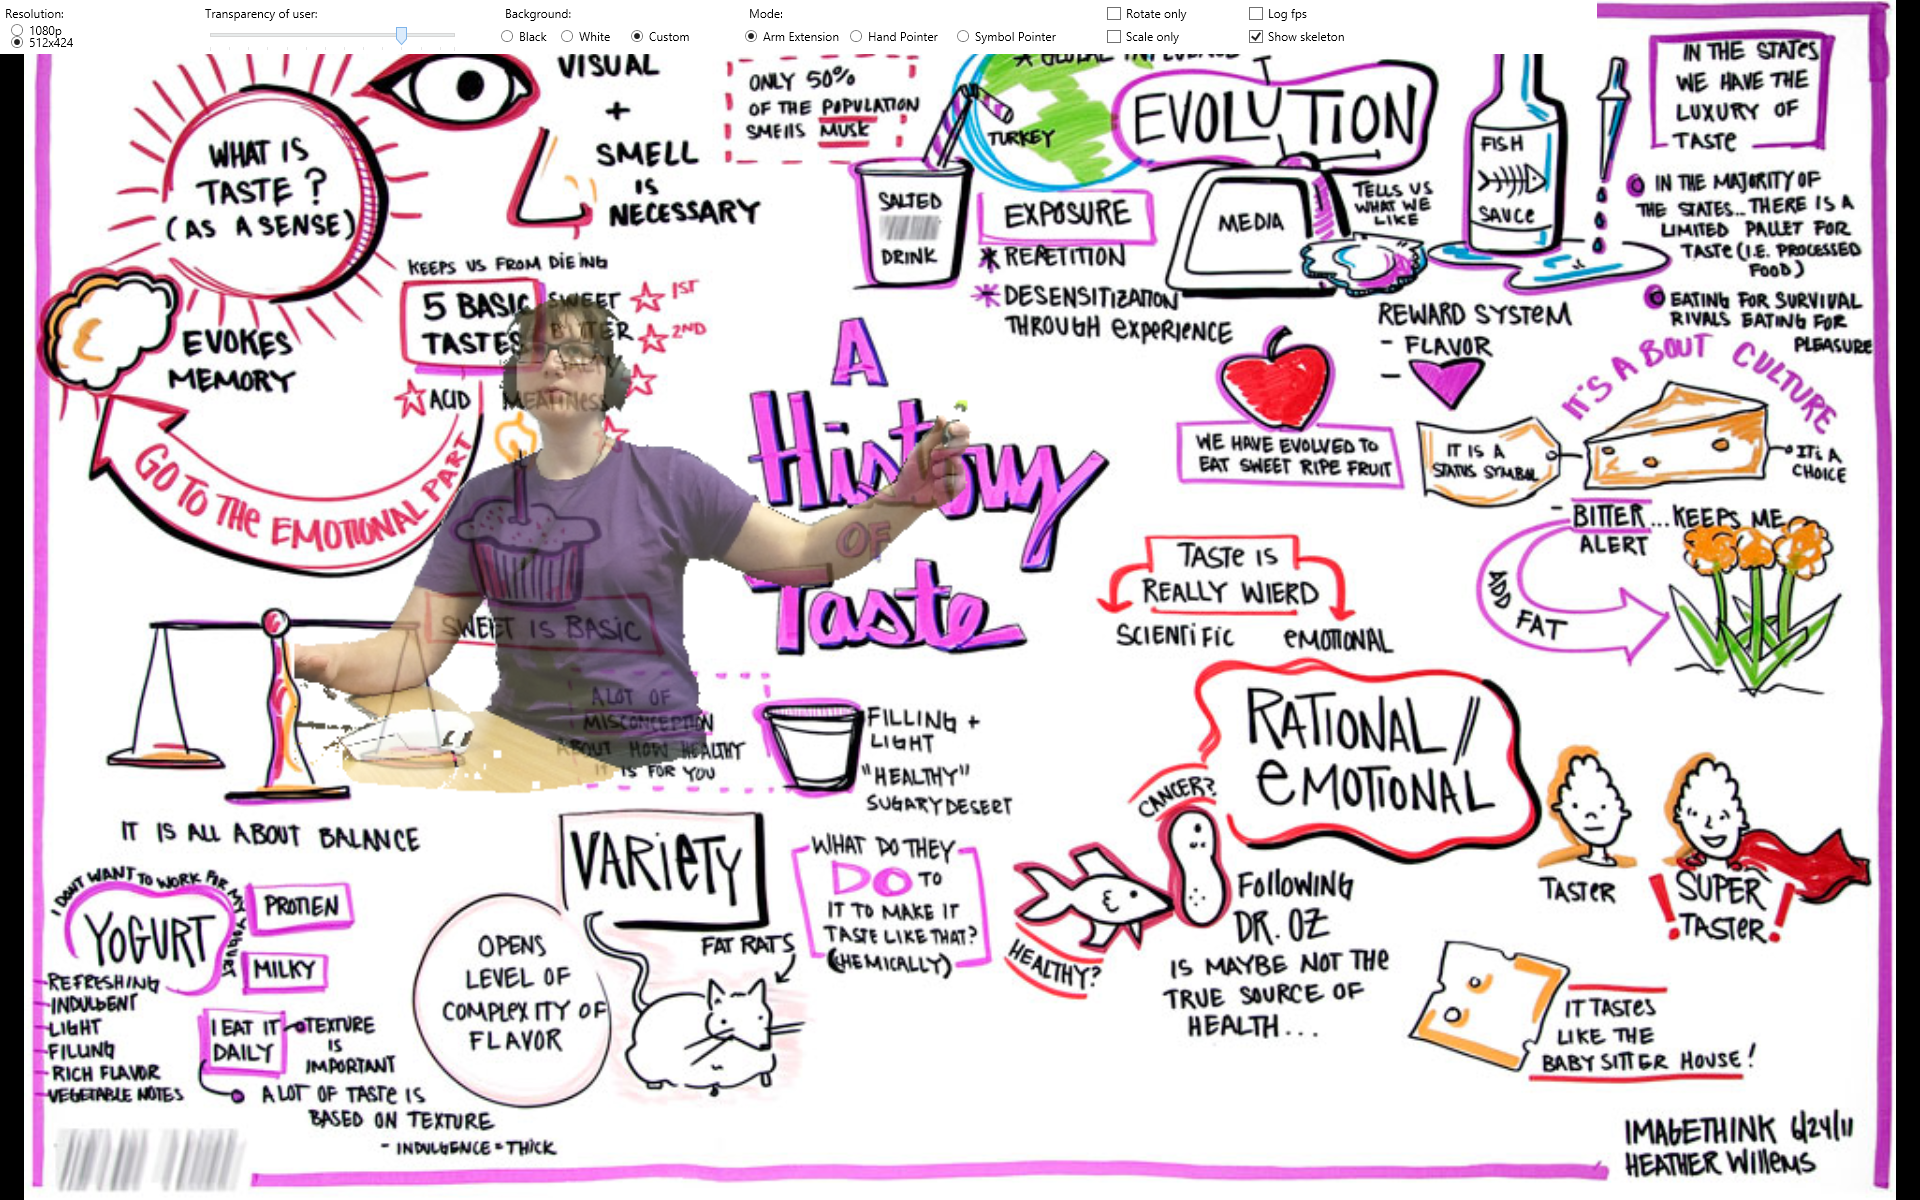 Resolution:
1080p
512x424
Transparency of user:
Background:
Black
White
Custom
Mode:
Arm Extension
Hand Pointer
Symbol Pointer
Rotate only
Scale only
Log fps
Show skeleton
WHAT IS
TASTE?
(AS A SENSE)
VISUAL
+
SMELL
IS
NECESSARY
ONLY 50%
OF THE POPULATION
SMELLS MUSK
TURKEY
EVOLUTION
SALTED
DRINK
EXPOSURE
* REPETITION
* DESENSITIZATION
THROUGH EXPERIENCE
MEDIA
TELLS US
WHAT WE
LIKE
FISH
SAUCE
IN THE STATES
WE HAVE THE
LUXURY OF
TASTE
IN THE MAJORITY OF
THE STATES... THERE IS A
LIMITED PALLET FOR
TASTE (I.E. PROCESSED
FOOD)
EATING FOR SURVIVAL
RIVALS EATING FOR
PLEASURE
EVOKES
MEMORY
KEEPS US FROM DIEING
5 BASIC
TASTES
SWEET
1ST
BITTER
2ND
MEATINESS
ACID
GO TO THE EMOTIONAL PART
A
History
OF
Taste
REWARD SYSTEM
- FLAVOR
-
WE HAVE EVOLVED TO
EAT SWEET RIPE FRUIT
IT'S ABOUT CULTURE
IT IS A
STATUS SYMBOL
IT IS A
CHOICE
- BITTER ... KEEPS ME
ALERT
ADD FAT
TASTE IS
REALLY WIERD
SCIENTIFIC
EMOTIONAL
SWEET IS BASIC
A LOT OF
MISCONCEPTION
ABOUT HOW HEALTHY
IT IS FOR YOU
FILLING +
LIGHT
"HEALTHY"
SUGARY DESERT
IT IS ALL ABOUT BALANCE
RATIONAL //
EMOTIONAL
TASTER
SUPER
TASTER
I DON'T WANT TO WORK FOR MY YOGURT
YOGURT
PROTIEN
MILKY
REFRESHING
INDULGENT
LIGHT
FILLING
RICH FLAVOR
VEGETABLE NOTES
I EAT IT
DAILY
TEXTURE
IS
IMPORTANT
A LOT OF TASTE IS
BASED ON TEXTURE
- INDULGENCE = THICK
OPENS
LEVEL OF
COMPLEXITY OF
FLAVOR
VARIETY
FAT RATS
WHAT DO THEY
DO TO
IT TO MAKE IT
TASTE LIKE THAT?
(CHEMICALLY)
CANCER?
HEALTHY?
FOLLOWING
DR. OZ
IS MAYBE NOT THE
TRUE SOURCE OF
HEALTH...
IT TASTES
LIKE THE
BABY SITTER HOUSE!
IMAGETHINK 6/24/11
HEATHER WILLEMS